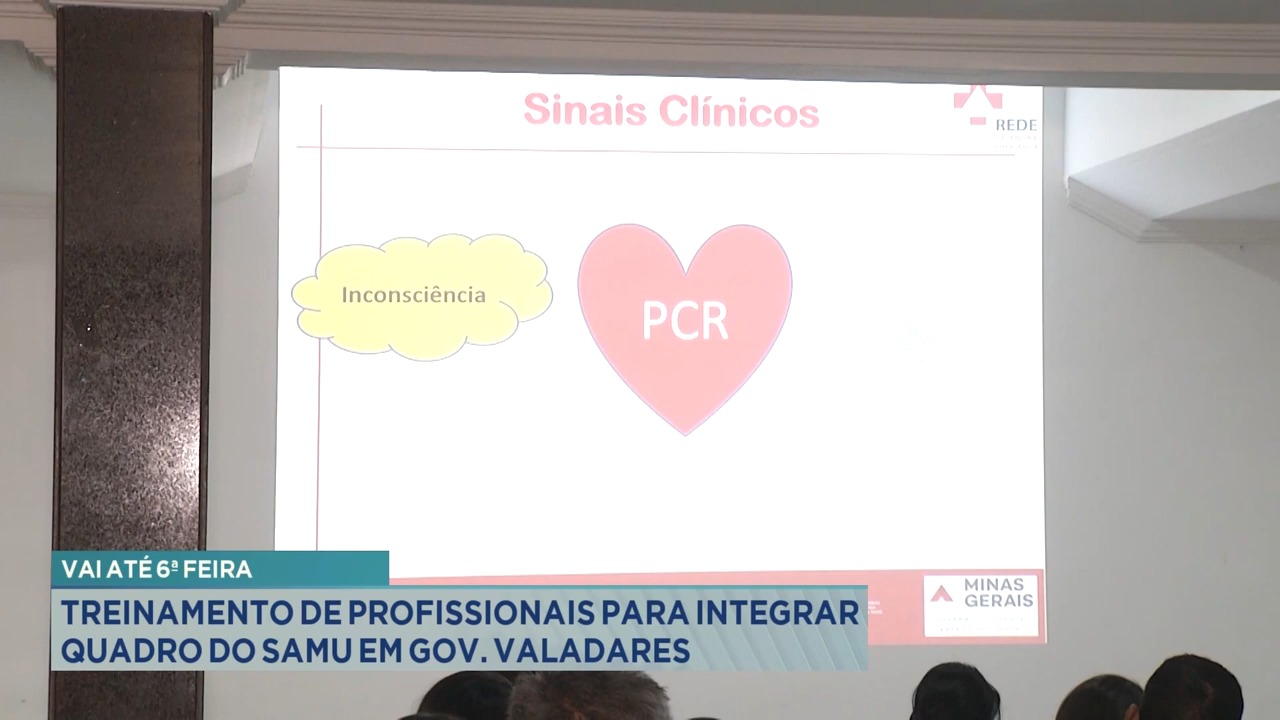 Sinais Clínicos
REDE
Inconsciência
PCR
MINAS
GERAIS
VAI ATÉ 6ª FEIRA
TREINAMENTO DE PROFISSIONAIS PARA INTEGRAR
QUADRO DO SAMU EM GOV. VALADARES